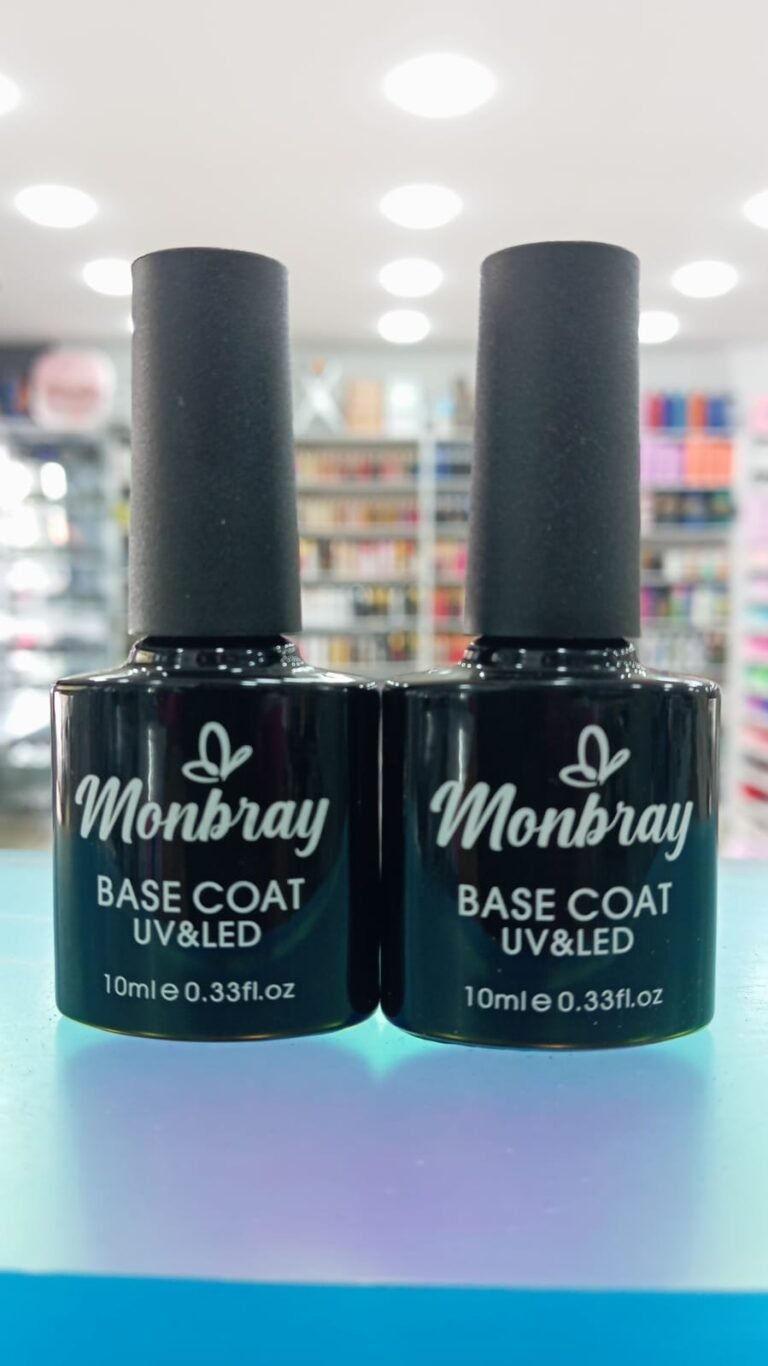 Monbray
BASE COAT
UV&LED
10ml e 0.33fl.oz
Monbray
BASE COAT
UV&LED
10ml e 0.33fl.oz